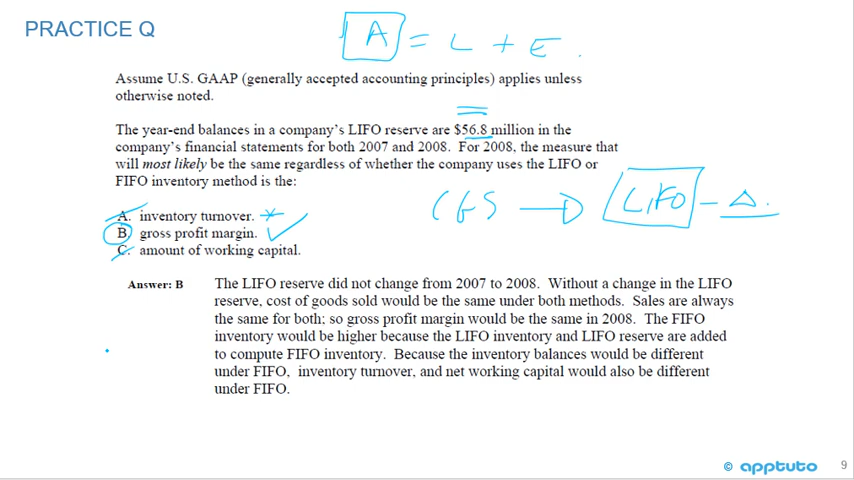 PRACTICE Q
A = L + E .
Assume U.S. GAAP (generally accepted accounting principles) applies unless
otherwise noted.
The year-end balances in a company's LIFO reserve are $56.8 million in the
company's financial statements for both 2007 and 2008. For 2008, the measure that
will most likely be the same regardless of whether the company uses the LIFO or
FIFO inventory method is the:
CGS → LIFO - Δ.
A. inventory turnover.
B. gross profit margin.
C. amount of working capital.
Answer: B The LIFO reserve did not change from 2007 to 2008. Without a change in the LIFO
reserve, cost of goods sold would be the same under both methods. Sales are always
the same for both; so gross profit margin would be the same in 2008. The FIFO
inventory would be higher because the LIFO inventory and LIFO reserve are added
to compute FIFO inventory. Because the inventory balances would be different
under FIFO, inventory turnover, and net working capital would also be different
under FIFO.
© apptuto 9